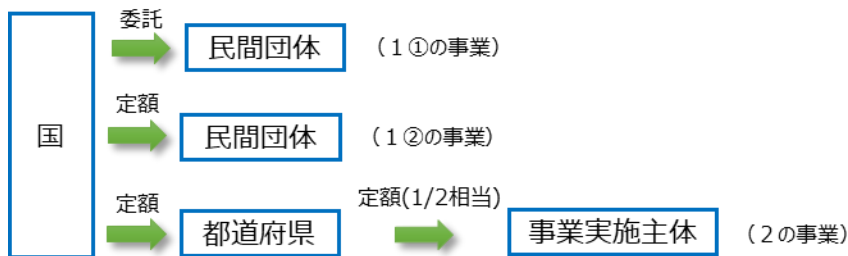 国
委託
民間団体
（１①の事業）
定額
民間団体
（１②の事業）
定額
都道府県
定額(1/2相当)
事業実施主体
（２の事業）